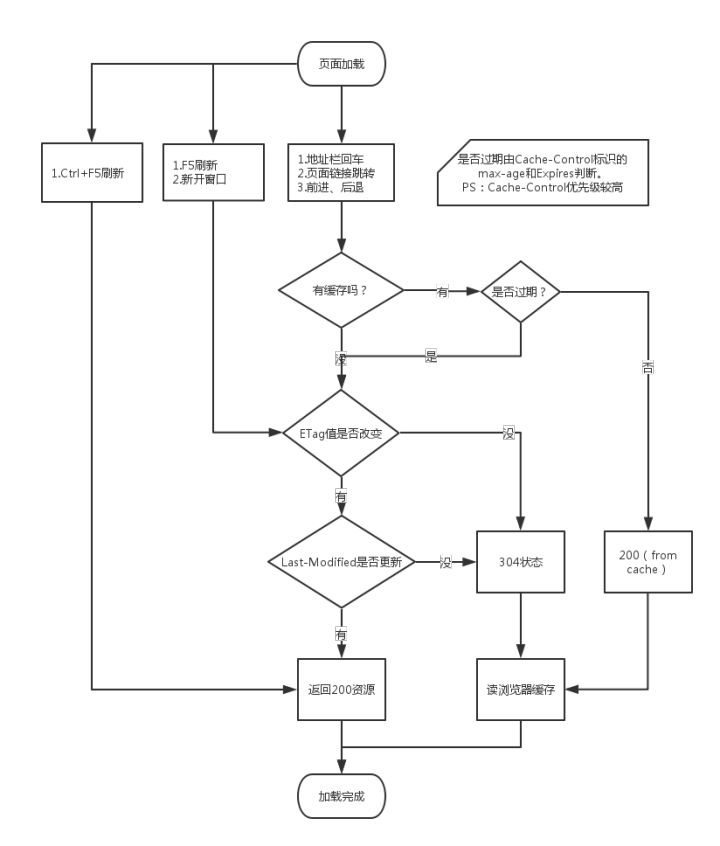 页面加载
1.Ctrl+F5刷新
1.F5刷新
2.新开窗口
1.地址栏回车
2.页面链接跳转
3.前进、后退
是否过期由Cache-Control标识的
max-age和Expires判断。
PS：Cache-Control优先级较高
有缓存吗？
有
是否过期？
没
是
否
ETag值是否改变
没
有
Last-Modified是否更新
没
304状态
200（from
cache）
有
返回200资源
读浏览器缓存
加载完成